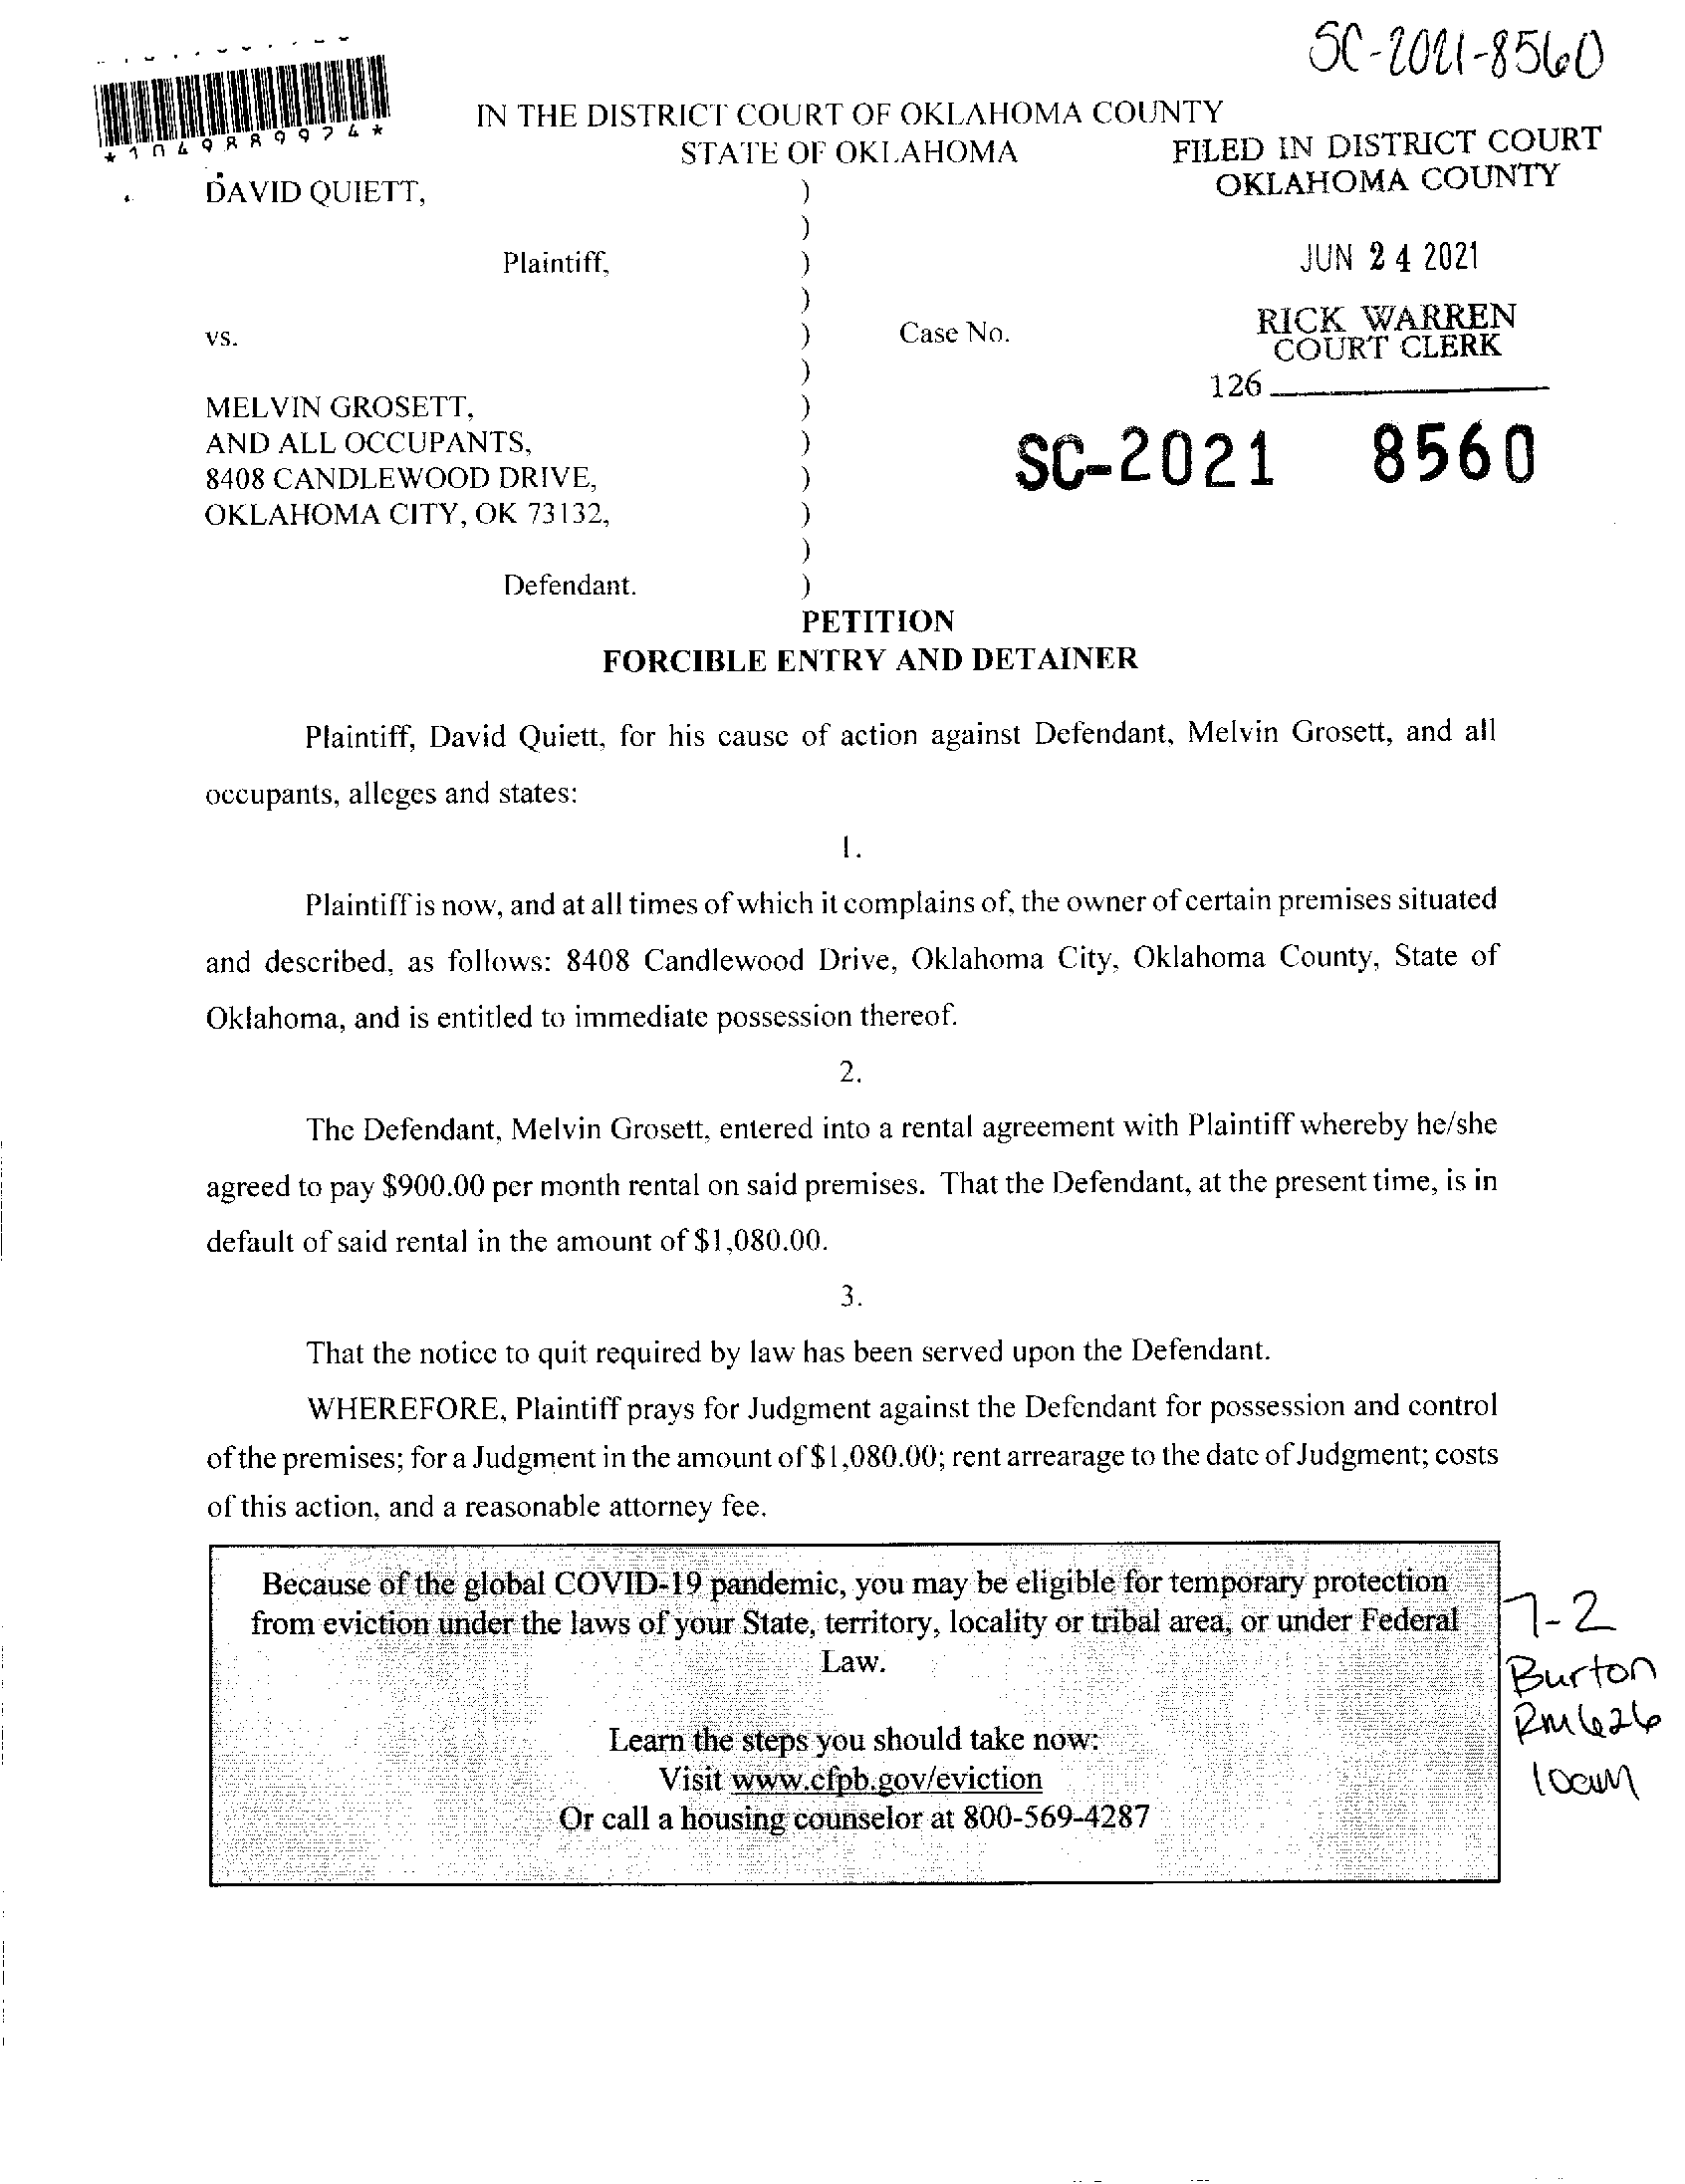 SC-2021-8560
*1049889974*
IN THE DISTRICT COURT OF OKLAHOMA COUNTY
STATE OF OKLAHOMA
FILED IN DISTRICT COURT
OKLAHOMA COUNTY
DAVID QUIETT, )
)
Plaintiff, )
JUN 24 2021
)
vs. ) Case No.
RICK WARREN
COURT CLERK
)
126
MELVIN GROSETT, )
AND ALL OCCUPANTS, )
SC-2021 8560
8408 CANDLEWOOD DRIVE, )
OKLAHOMA CITY, OK 73132, )
)
Defendant. )
PETITION
FORCIBLE ENTRY AND DETAINER
Plaintiff, David Quiett, for his cause of action against Defendant, Melvin Grosett, and all
occupants, alleges and states:
1.
Plaintiff is now, and at all times of which it complains of, the owner of certain premises situated
and described, as follows: 8408 Candlewood Drive, Oklahoma City, Oklahoma County, State of
Oklahoma, and is entitled to immediate possession thereof.
2.
The Defendant, Melvin Grosett, entered into a rental agreement with Plaintiff whereby he/she
agreed to pay $900.00 per month rental on said premises. That the Defendant, at the present time, is in
default of said rental in the amount of $1,080.00.
3.
That the notice to quit required by law has been served upon the Defendant.
WHEREFORE, Plaintiff prays for Judgment against the Defendant for possession and control
of the premises; for a Judgment in the amount of $1,080.00; rent arrearage to the date of Judgment; costs
of this action, and a reasonable attorney fee.
Because of the global COVID-19 pandemic, you may be eligible for temporary protection
from eviction under the laws of your State, territory, locality or tribal area, or under Federal
Law.
Learn the steps you should take now:
Visit www.cfpb.gov/eviction
Or call a housing counselor at 800-569-4287
7-2
Burton
Rm 626
10am